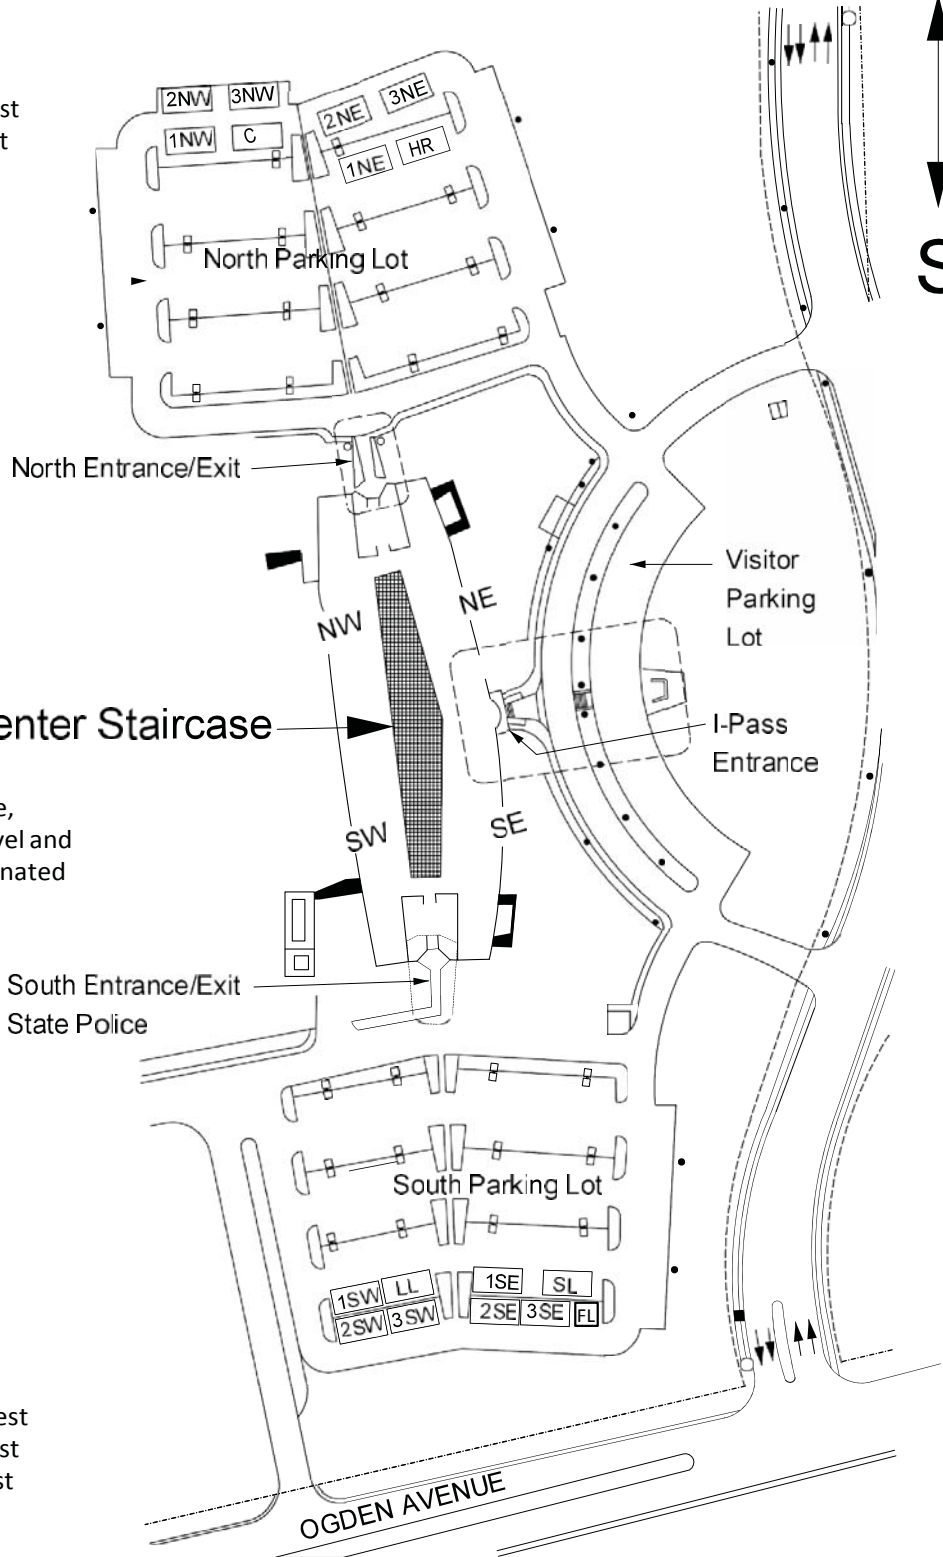 2NW 3NW
2NE 3NE
st
1NW C
1NE HR
t
North Parking Lot
S
North Entrance/Exit
Visitor
Parking
Lot
NE
NW
enter Staircase
I-Pass
Entrance
e,
SE
SW
vel and
nated
South Entrance/Exit
State Police
South Parking Lot
1SW LL 1SE SL
2SW 3SW 2SE 3SE FL
est
st
st
OGDEN AVENUE